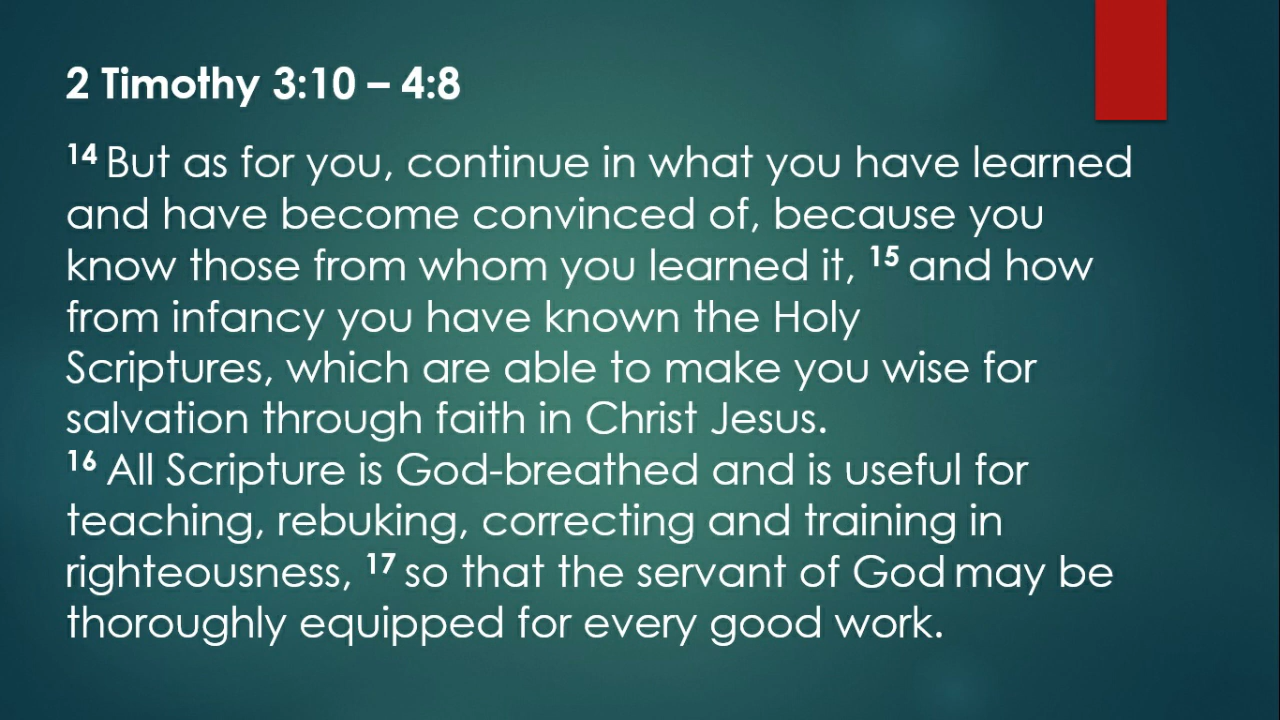 2 Timothy 3:10 – 4:8
14 But as for you, continue in what you have learned
and have become convinced of, because you
know those from whom you learned it, 15 and how
from infancy you have known the Holy
Scriptures, which are able to make you wise for
salvation through faith in Christ Jesus.
16 All Scripture is God-breathed and is useful for
teaching, rebuking, correcting and training in
righteousness, 17 so that the servant of God may be
thoroughly equipped for every good work.